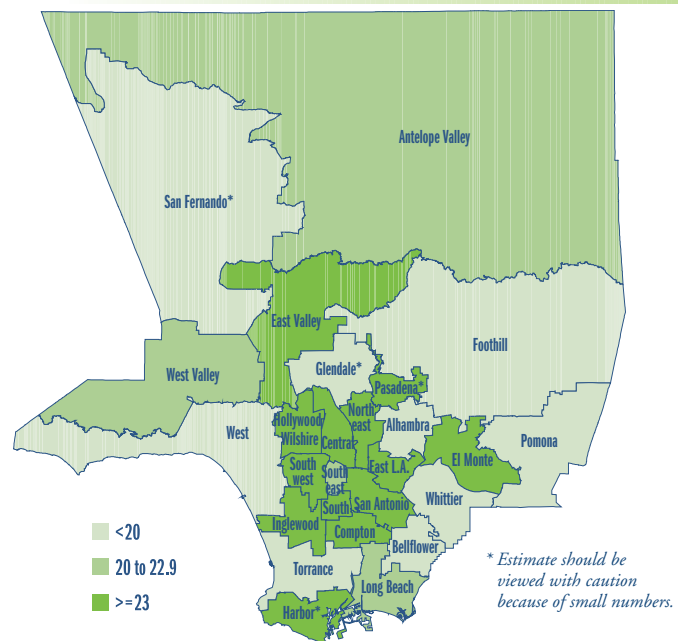 Antelope Valley
San Fernando*
East Valley
Foothill
West Valley
Glendale*
Pasadena*
North
east
Hollywood
Wilshire
Central
Alhambra
West
Pomona
El Monte
East L.A.
South
west
South
east
Whittier
San Antonio
South
Inglewood
Compton
Bellflower
Torrance
Long Beach
Harbor*
<20
20 to 22.9
>=23
* Estimate should be
viewed with caution
because of small numbers.